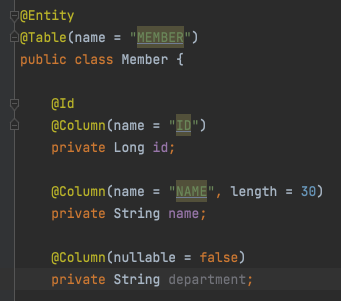 @Entity
@Table(name = "MEMBER")
public class Member {
@Id
@Column(name = "ID")
private Long id;
@Column(name = "NAME", length = 30)
private String name;
@Column(nullable = false)
private String department;